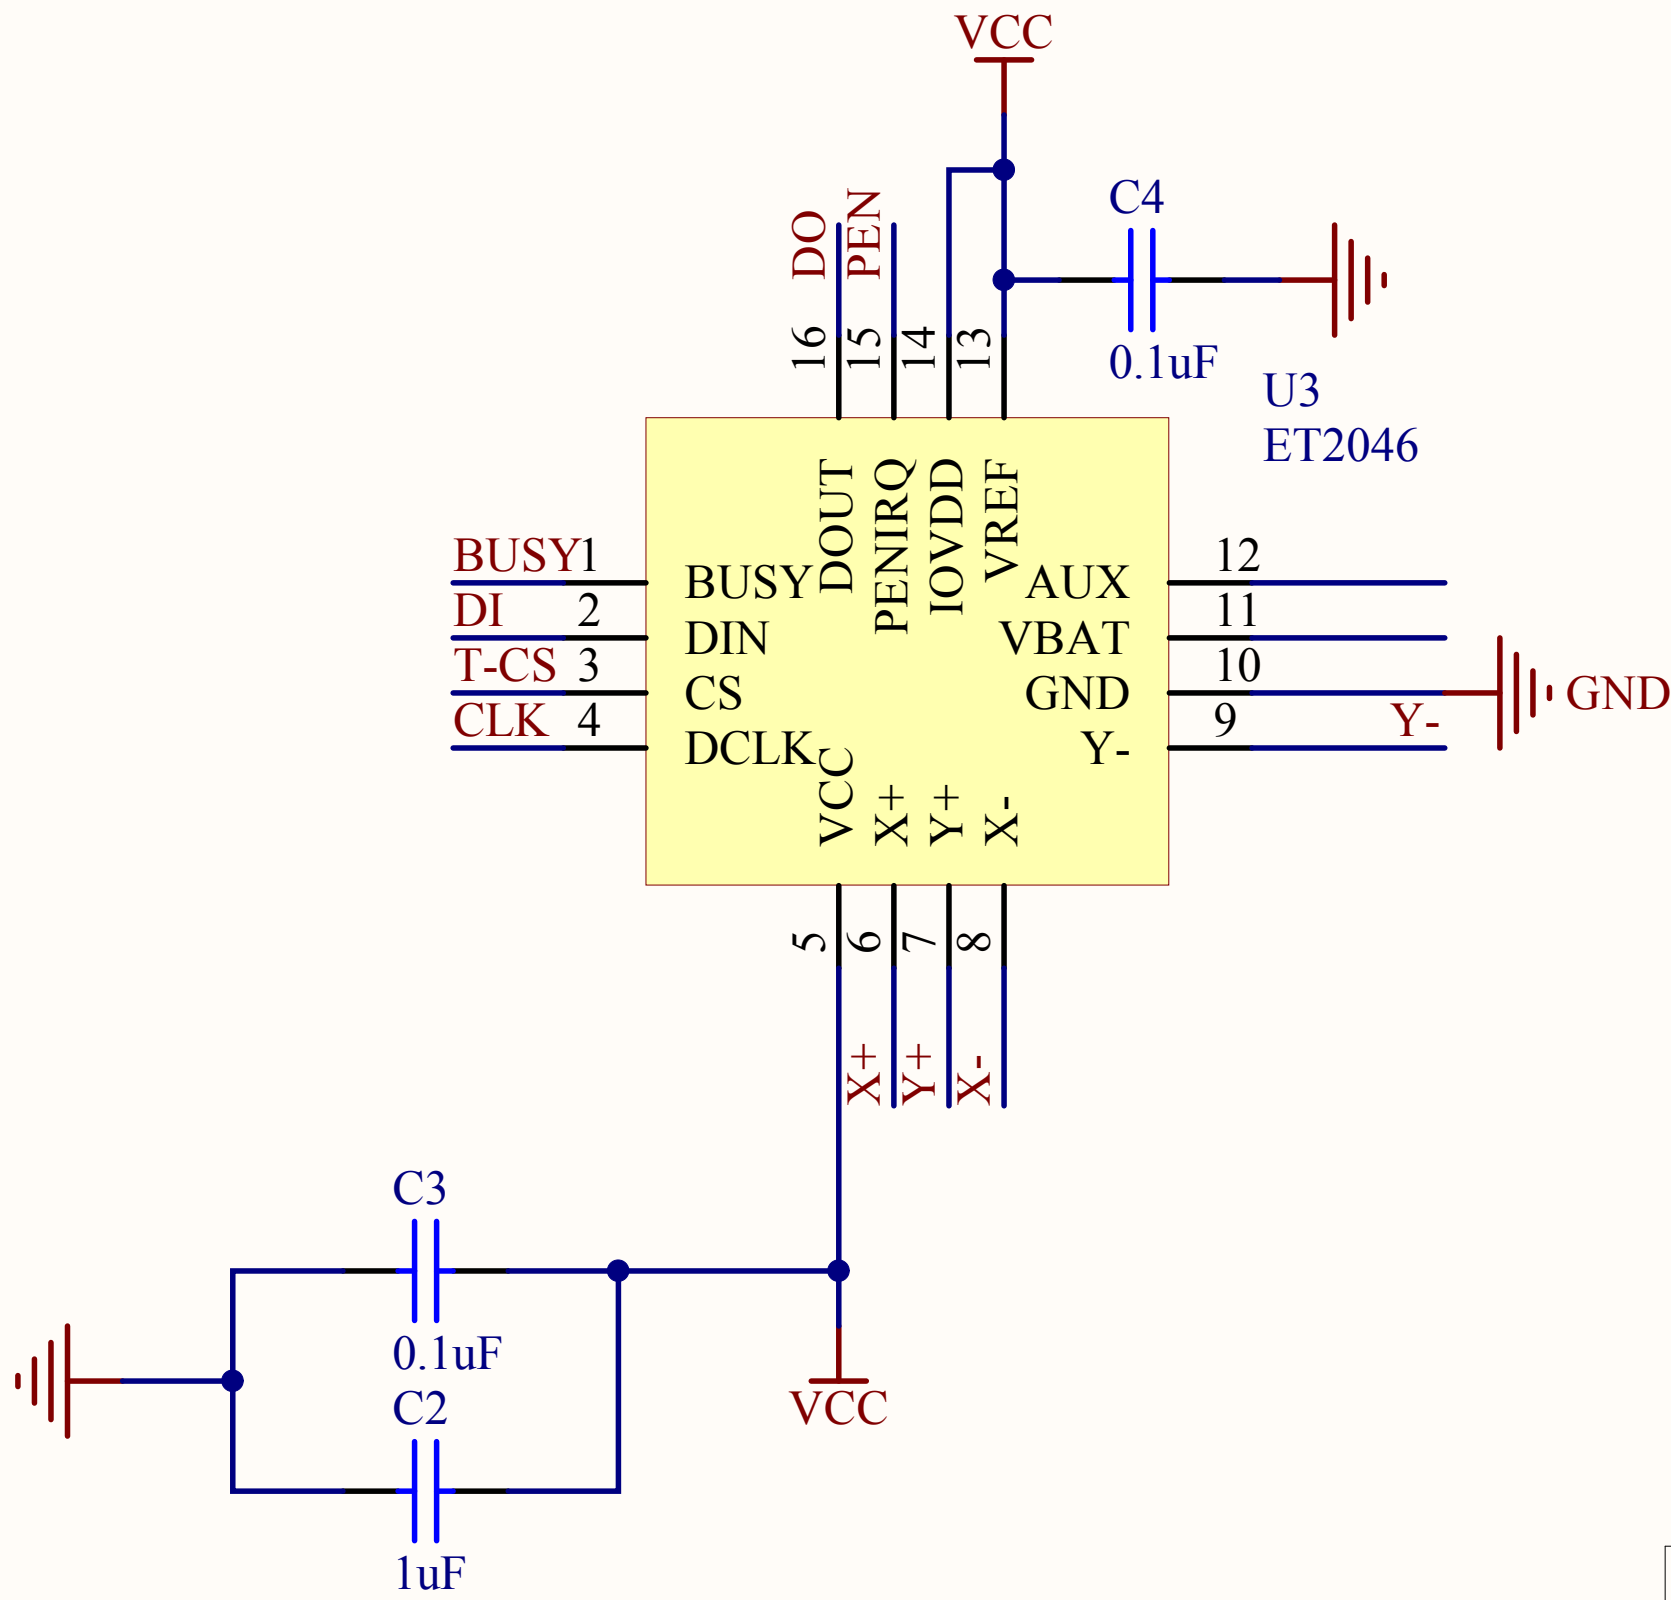 VCC
C4
0.1uF
U3
ET2046
DO
PEN
16
15
14
13
DOUT
PENIRQ
IOVDD
VREF
BUSY 1
DI 2
T-CS 3
CLK 4
BUSY
DIN
CS
DCLK
AUX
VBAT
GND
Y-
12
11
10
9
Y-
GND
VCC
X+
Y+
X-
5
6
7
8
X+
Y+
X-
C3
0.1uF
C2
1uF
VCC